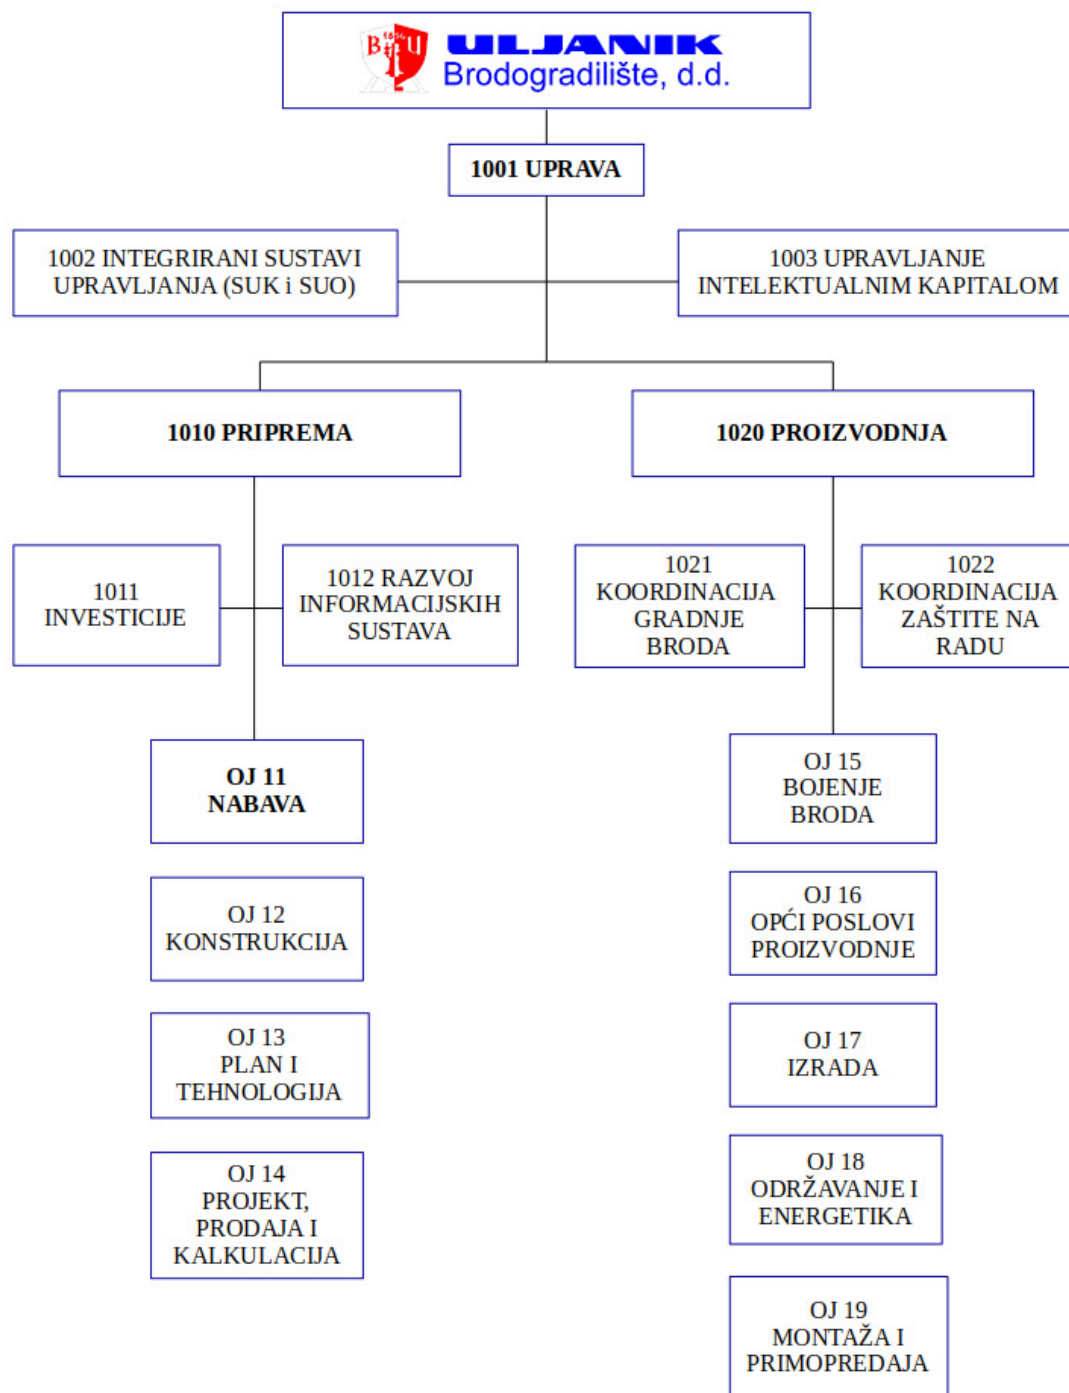 B 1856 U
ULJANIK
Brodogradilište, d.d.
1001 UPRAVA
1002 INTEGRIRANI SUSTAVI
UPRAVLJANJA (SUK i SUO)
1003 UPRAVLJANJE
INTELEKTUALNIM KAPITALOM
1010 PRIPREMA
1020 PROIZVODNJA
1011
INVESTICIJE
1012 RAZVOJ
INFORMACIJSKIH
SUSTAVA
1021
KOORDINACIJA
GRADNJE
BRODA
1022
KOORDINACIJA
ZAŠTITE NA
RADU
OJ 11
NABAVA
OJ 12
KONSTRUKCIJA
OJ 13
PLAN I
TEHNOLOGIJA
OJ 14
PROJEKT,
PRODAJA I
KALKULACIJA
OJ 15
BOJENJE
BRODA
OJ 16
OPĆI POSLOVI
PROIZVODNJE
OJ 17
IZRADA
OJ 18
ODRŽAVANJE I
ENERGETIKA
OJ 19
MONTAŽA I
PRIMOPREDAJA